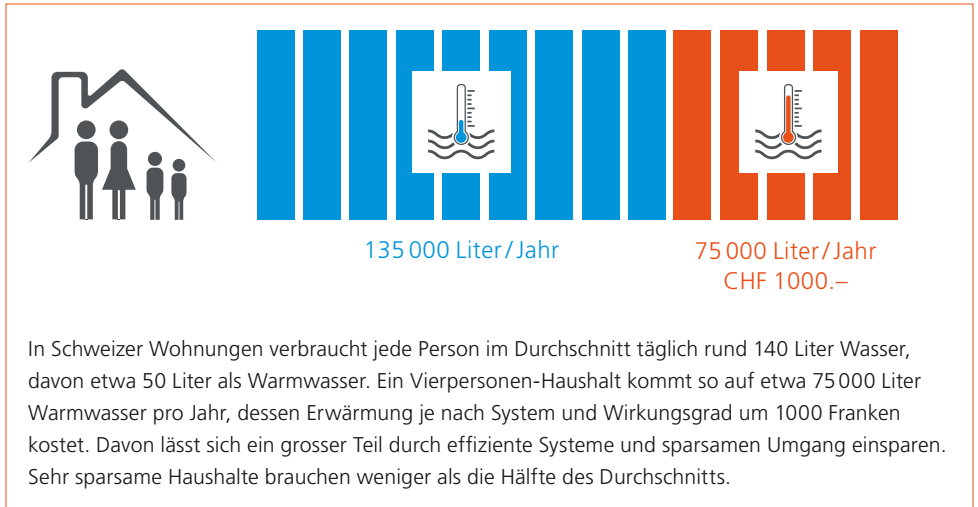 135 000 Liter / Jahr
75 000 Liter / Jahr
CHF 1000.–
In Schweizer Wohnungen verbraucht jede Person im Durchschnitt täglich rund 140 Liter Wasser,
davon etwa 50 Liter als Warmwasser. Ein Vierpersonen-Haushalt kommt so auf etwa 75 000 Liter
Warmwasser pro Jahr, dessen Erwärmung je nach System und Wirkungsgrad um 1000 Franken
kostet. Davon lässt sich ein grosser Teil durch effiziente Systeme und sparsamen Umgang einsparen.
Sehr sparsame Haushalte brauchen weniger als die Hälfte des Durchschnitts.